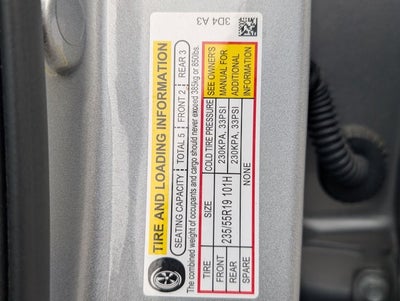 3D4 A3
TIRE AND LOADING INFORMATION
SEATING CAPACITY | TOTAL 5 | FRONT 2 | REAR 3
The combined weight of occupants and cargo should never exceed 385kg or 850lbs.
TIRE SIZE COLD TIRE PRESSURE
FRONT 235/55R19 101H 230KPA, 33PSI
REAR 230KPA, 33PSI
SPARE NONE
SEE OWNER'S
MANUAL FOR
ADDITIONAL
INFORMATION